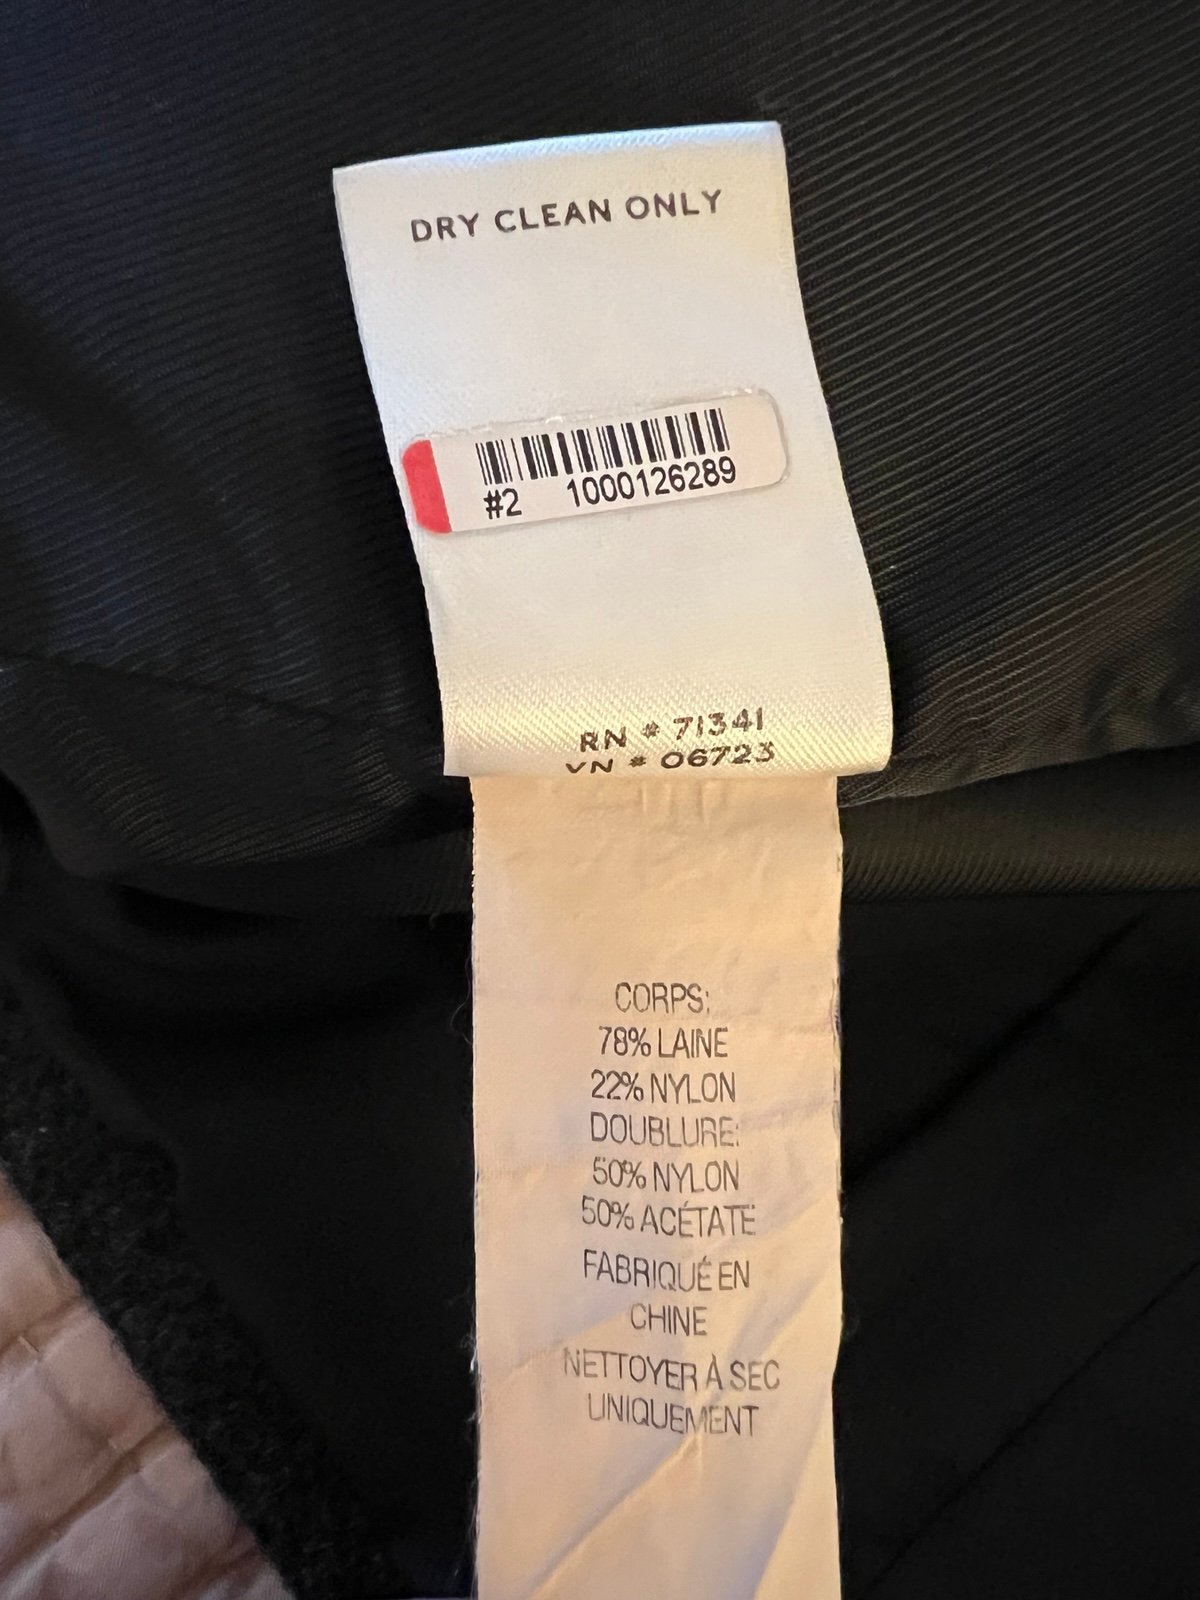 DRY CLEAN ONLY
#2 1000126289
RN # 71341
VN # 06723
CORPS:
78% LAINE
22% NYLON
DOUBLURE:
50% NYLON
50% ACÉTATE
FABRIQUÉ EN
CHINE
NETTOYER À SEC
UNIQUEMENT